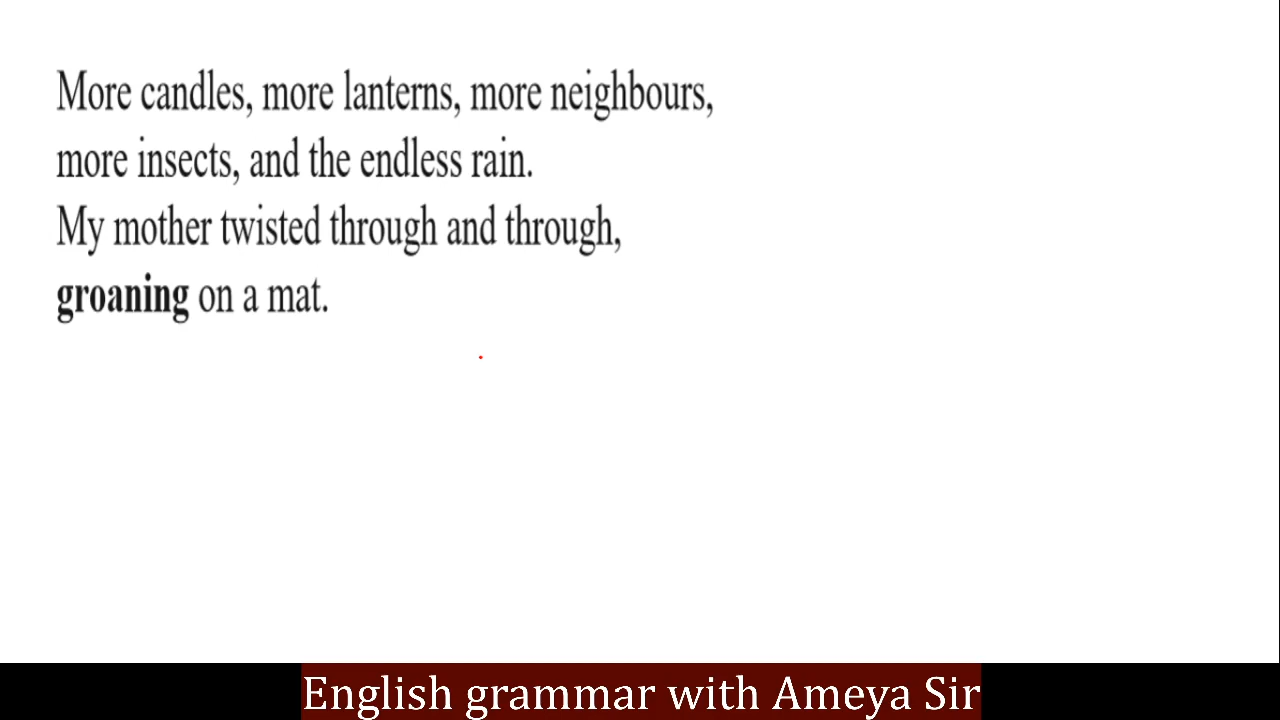 More candles, more lanterns, more neighbours,
more insects, and the endless rain.
My mother twisted through and through,
groaning on a mat.
English grammar with Ameya Sir